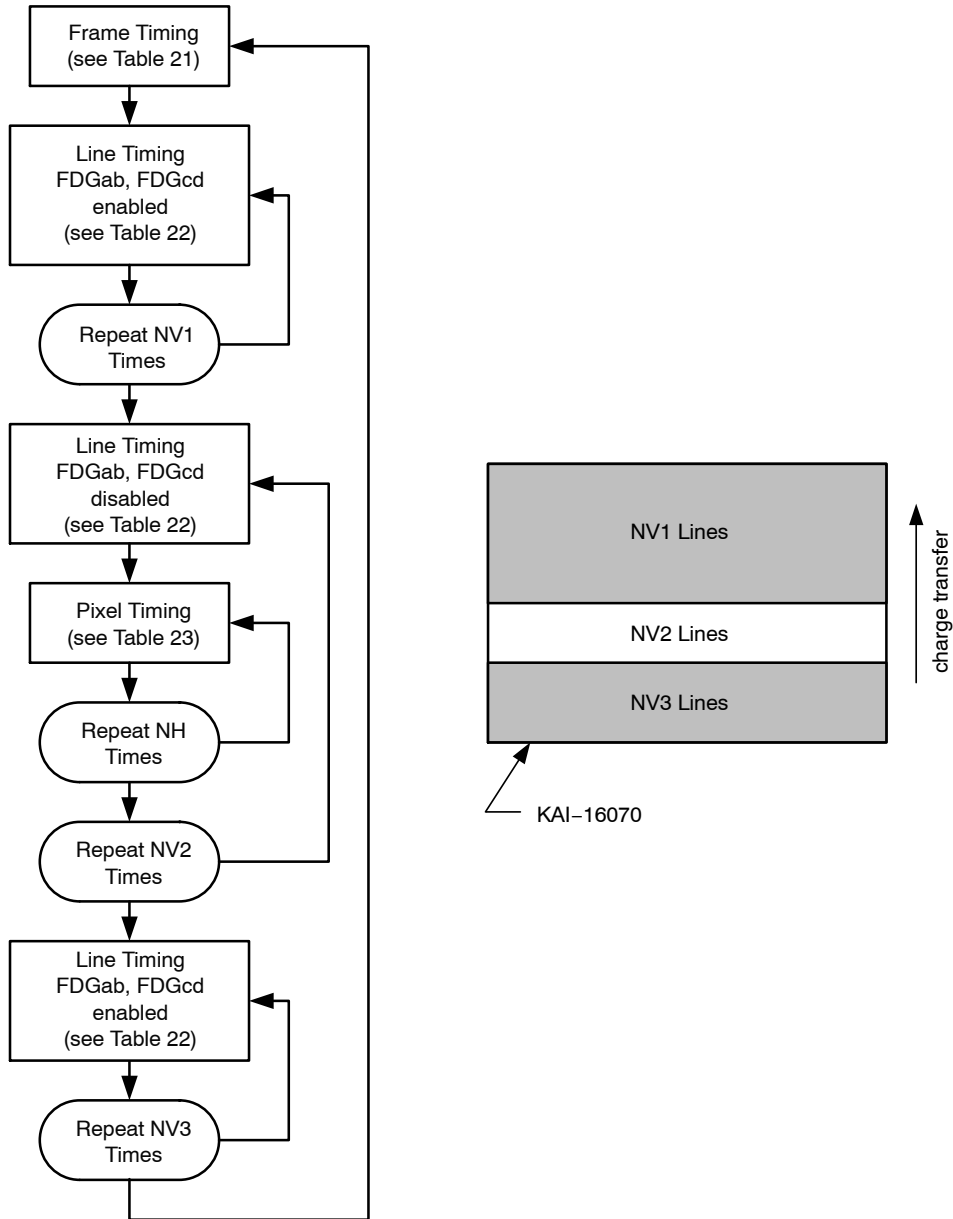 Frame Timing
(see Table 21)
Line Timing
FDGab, FDGcd
enabled
(see Table 22)
Repeat NV1
Times
Line Timing
FDGab, FDGcd
disabled
(see Table 22)
Pixel Timing
(see Table 23)
Repeat NH
Times
Repeat NV2
Times
Line Timing
FDGab, FDGcd
enabled
(see Table 22)
Repeat NV3
Times
NV1 Lines
NV2 Lines
NV3 Lines
charge transfer
KAI−16070